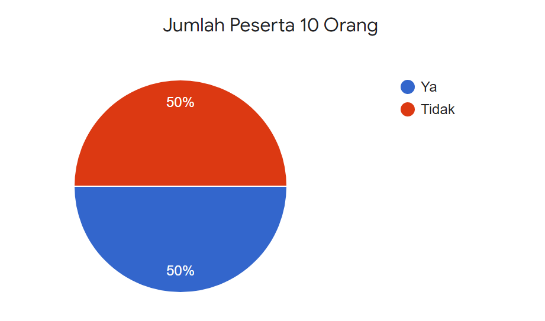 Jumlah Peserta 10 Orang
Ya
Tidak
50%
50%